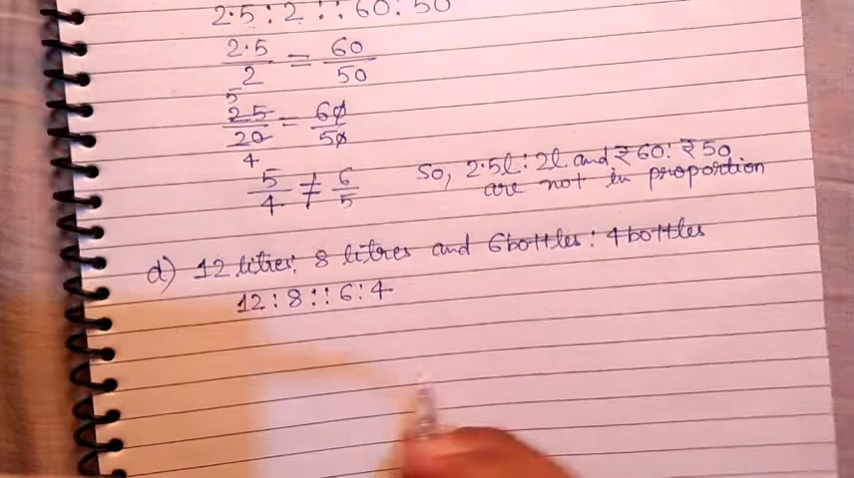 2.5 : 2 :: 60 : 50
2.5/2 = 60/50
5
25/20 = 60/50
4
5/4 ≠ 6/5 So, 2.5l : 2l and ₹60 : ₹50
are not in proportion
d) 12 litres : 8 litres and 6 bottles : 4 bottles
12 : 8 :: 6 : 4